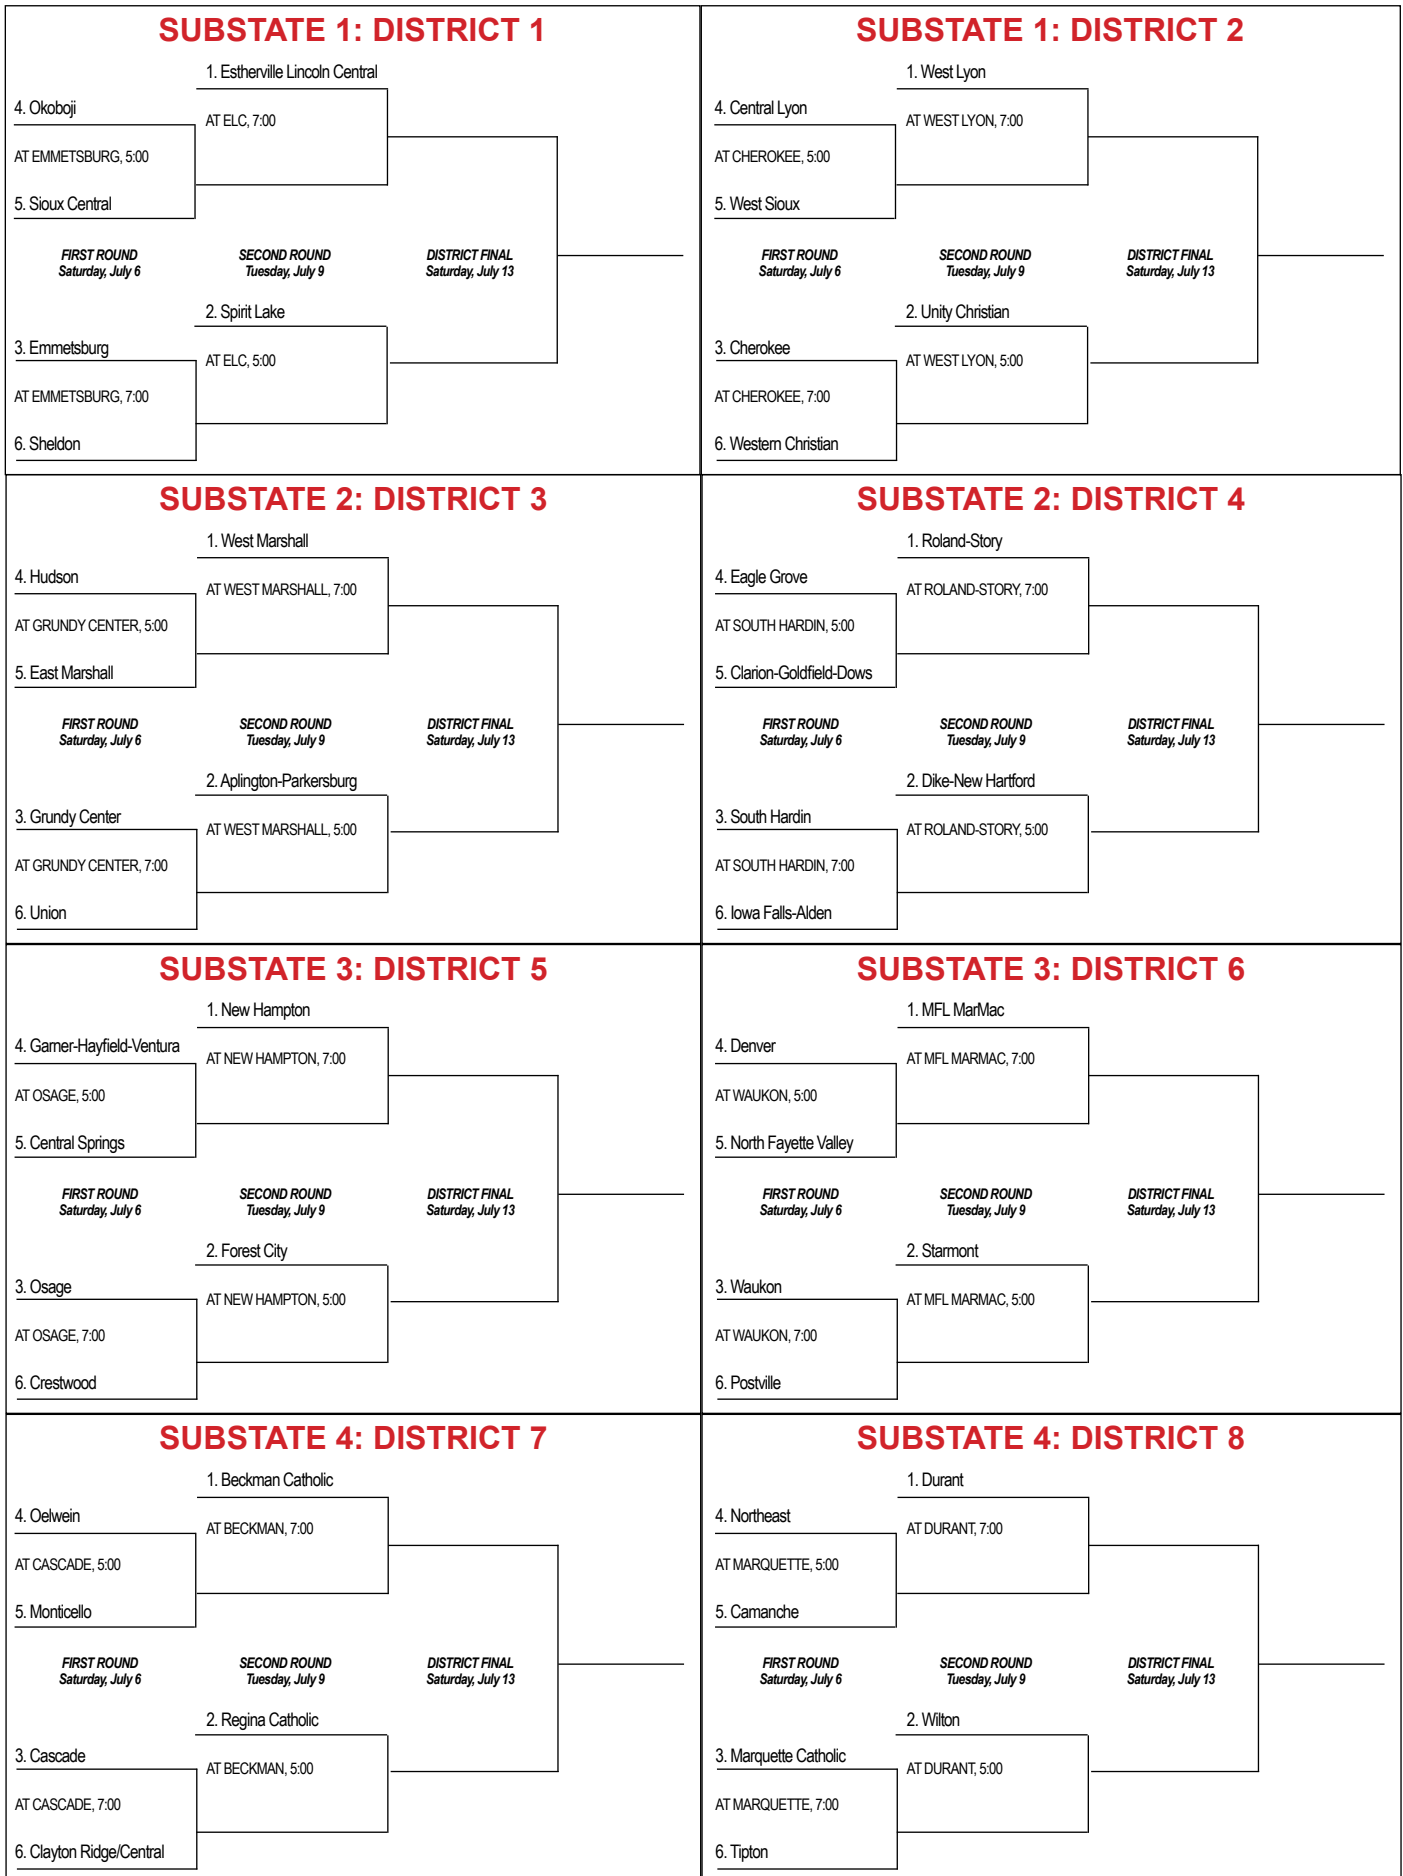 SUBSTATE 1: DISTRICT 1
1. Estherville Lincoln Central
4. Okoboji
AT ELC, 7:00
AT EMMETSBURG, 5:00
5. Sioux Central
FIRST ROUND
Saturday, July 6
SECOND ROUND
Tuesday, July 9
DISTRICT FINAL
Saturday, July 13
2. Spirit Lake
3. Emmetsburg
AT ELC, 5:00
AT EMMETSBURG, 7:00
6. Sheldon
SUBSTATE 1: DISTRICT 2
1. West Lyon
4. Central Lyon
AT WEST LYON, 7:00
AT CHEROKEE, 5:00
5. West Sioux
FIRST ROUND
Saturday, July 6
SECOND ROUND
Tuesday, July 9
DISTRICT FINAL
Saturday, July 13
2. Unity Christian
3. Cherokee
AT WEST LYON, 5:00
AT CHEROKEE, 7:00
6. Western Christian
SUBSTATE 2: DISTRICT 3
1. West Marshall
4. Hudson
AT WEST MARSHALL, 7:00
AT GRUNDY CENTER, 5:00
5. East Marshall
FIRST ROUND
Saturday, July 6
SECOND ROUND
Tuesday, July 9
DISTRICT FINAL
Saturday, July 13
2. Aplington-Parkersburg
3. Grundy Center
AT WEST MARSHALL, 5:00
AT GRUNDY CENTER, 7:00
6. Union
SUBSTATE 2: DISTRICT 4
1. Roland-Story
4. Eagle Grove
AT ROLAND-STORY, 7:00
AT SOUTH HARDIN, 5:00
5. Clarion-Goldfield-Dows
FIRST ROUND
Saturday, July 6
SECOND ROUND
Tuesday, July 9
DISTRICT FINAL
Saturday, July 13
2. Dike-New Hartford
3. South Hardin
AT ROLAND-STORY, 5:00
AT SOUTH HARDIN, 7:00
6. Iowa Falls-Alden
SUBSTATE 3: DISTRICT 5
1. New Hampton
4. Garner-Hayfield-Ventura
AT NEW HAMPTON, 7:00
AT OSAGE, 5:00
5. Central Springs
FIRST ROUND
Saturday, July 6
SECOND ROUND
Tuesday, July 9
DISTRICT FINAL
Saturday, July 13
2. Forest City
3. Osage
AT NEW HAMPTON, 5:00
AT OSAGE, 7:00
6. Crestwood
SUBSTATE 3: DISTRICT 6
1. MFL MarMac
4. Denver
AT MFL MARMAC, 7:00
AT WAUKON, 5:00
5. North Fayette Valley
FIRST ROUND
Saturday, July 6
SECOND ROUND
Tuesday, July 9
DISTRICT FINAL
Saturday, July 13
2. Starmont
3. Waukon
AT MFL MARMAC, 5:00
AT WAUKON, 7:00
6. Postville
SUBSTATE 4: DISTRICT 7
1. Beckman Catholic
4. Oelwein
AT BECKMAN, 7:00
AT CASCADE, 5:00
5. Monticello
FIRST ROUND
Saturday, July 6
SECOND ROUND
Tuesday, July 9
DISTRICT FINAL
Saturday, July 13
2. Regina Catholic
3. Cascade
AT BECKMAN, 5:00
AT CASCADE, 7:00
6. Clayton Ridge/Central
SUBSTATE 4: DISTRICT 8
1. Durant
4. Northeast
AT DURANT, 7:00
AT MARQUETTE, 5:00
5. Camanche
FIRST ROUND
Saturday, July 6
SECOND ROUND
Tuesday, July 9
DISTRICT FINAL
Saturday, July 13
2. Wilton
3. Marquette Catholic
AT DURANT, 5:00
AT MARQUETTE, 7:00
6. Tipton